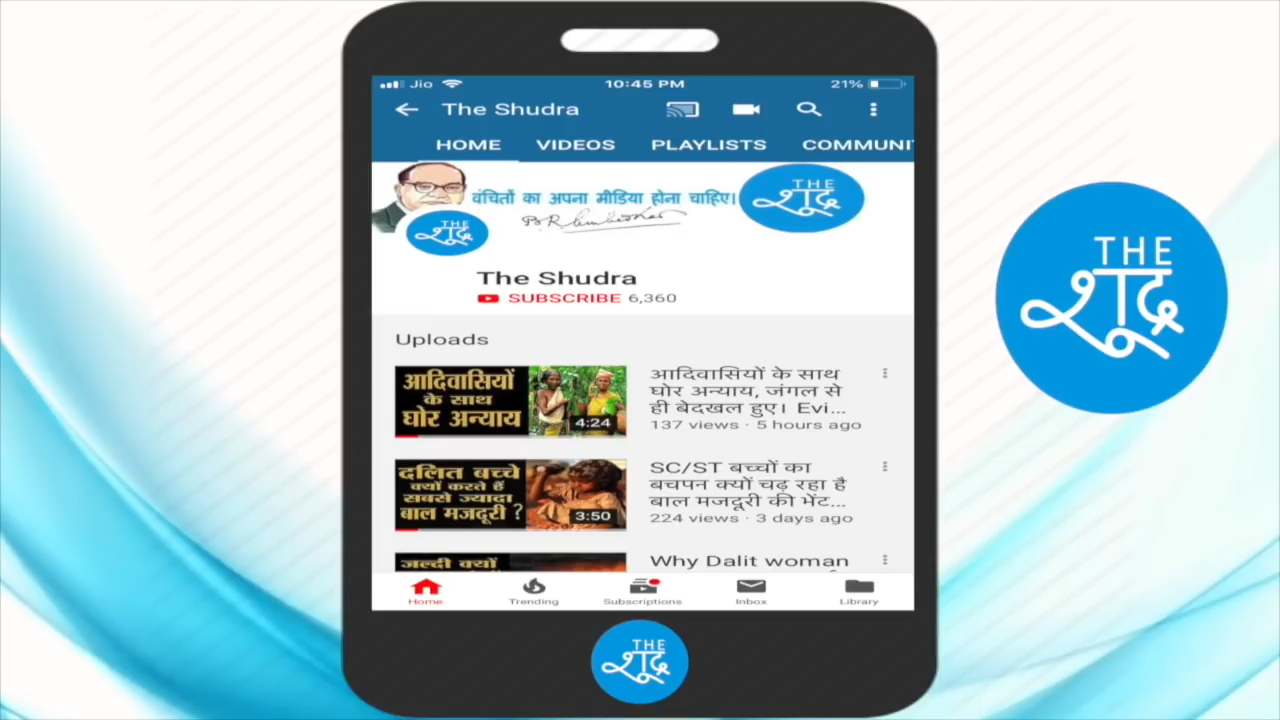 Jio
10:45 PM
21%
The Shudra
HOME
VIDEOS
PLAYLISTS
COMMUNI
वंचितों का अपना मीडिया होना चाहिए।
THE
शूद्र
THE
शूद्र
The Shudra
SUBSCRIBE 6,360
Uploads
आदिवासियों
के साथ
घोर अन्याय
4:24
आदिवासियों के साथ
घोर अन्याय, जंगल से
ही बेदखल हुए। Evi...
137 views · 5 hours ago
दलित बच्चे
क्यों करते हैं
सबसे ज्यादा
बाल मजदूरी ?
3:50
SC/ST बच्चों का
बचपन क्यों चढ़ रहा है
बाल मजदूरी की भेंट...
224 views · 3 days ago
जल्दी क्यों
Why Dalit woman
Home
Trending
Subscriptions
Inbox
Library
THE
शूद्र
THE
शूद्र